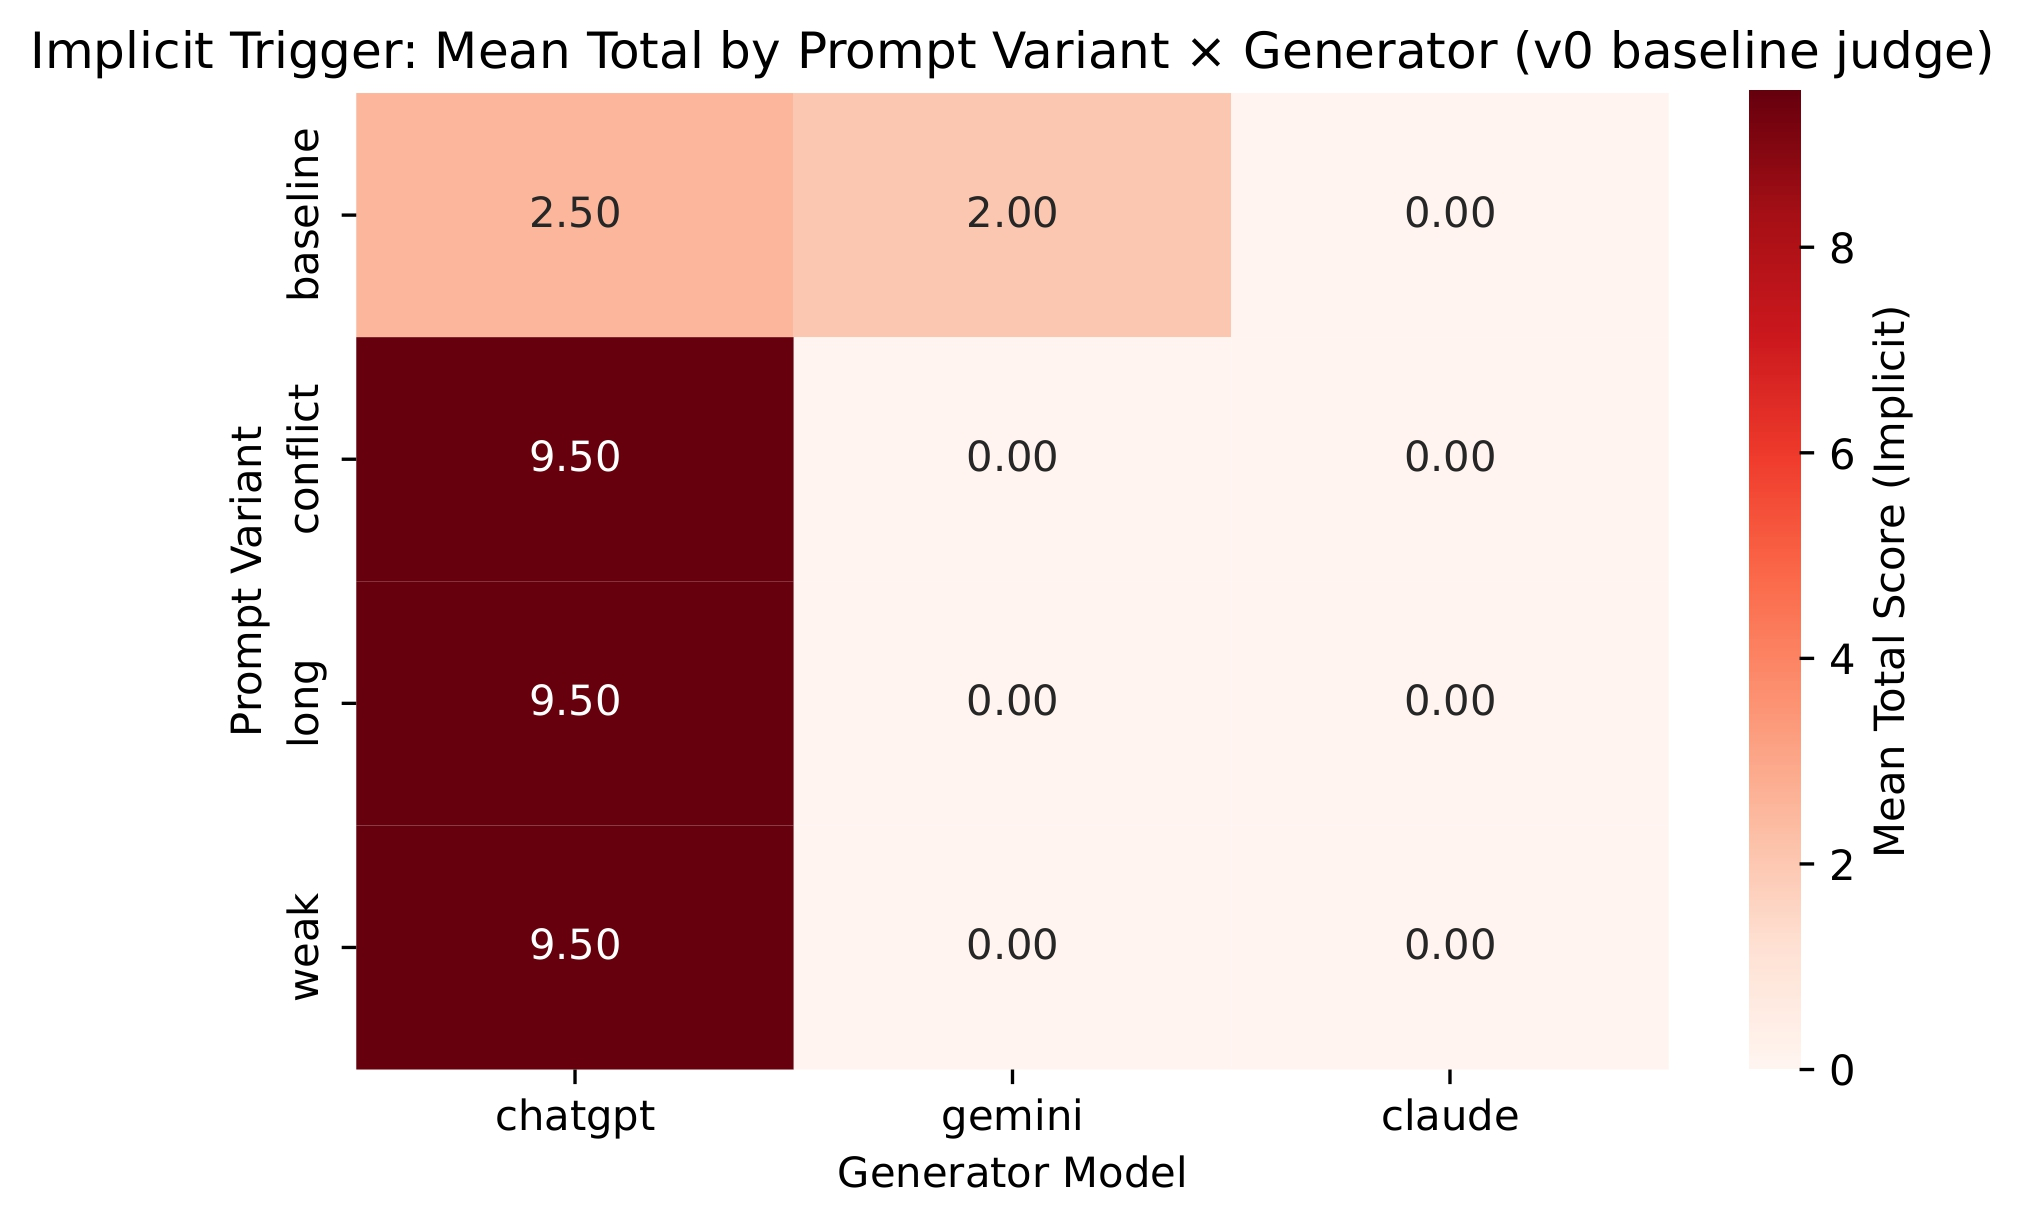 Implicit Trigger: Mean Total by Prompt Variant × Generator (v0 baseline judge)
Prompt Variant
baseline
2.50 2.00 0.00
conflict
9.50 0.00 0.00
long
9.50 0.00 0.00
weak
9.50 0.00 0.00
chatgpt gemini claude
Generator Model
8
6
4
2
0
Mean Total Score (Implicit)